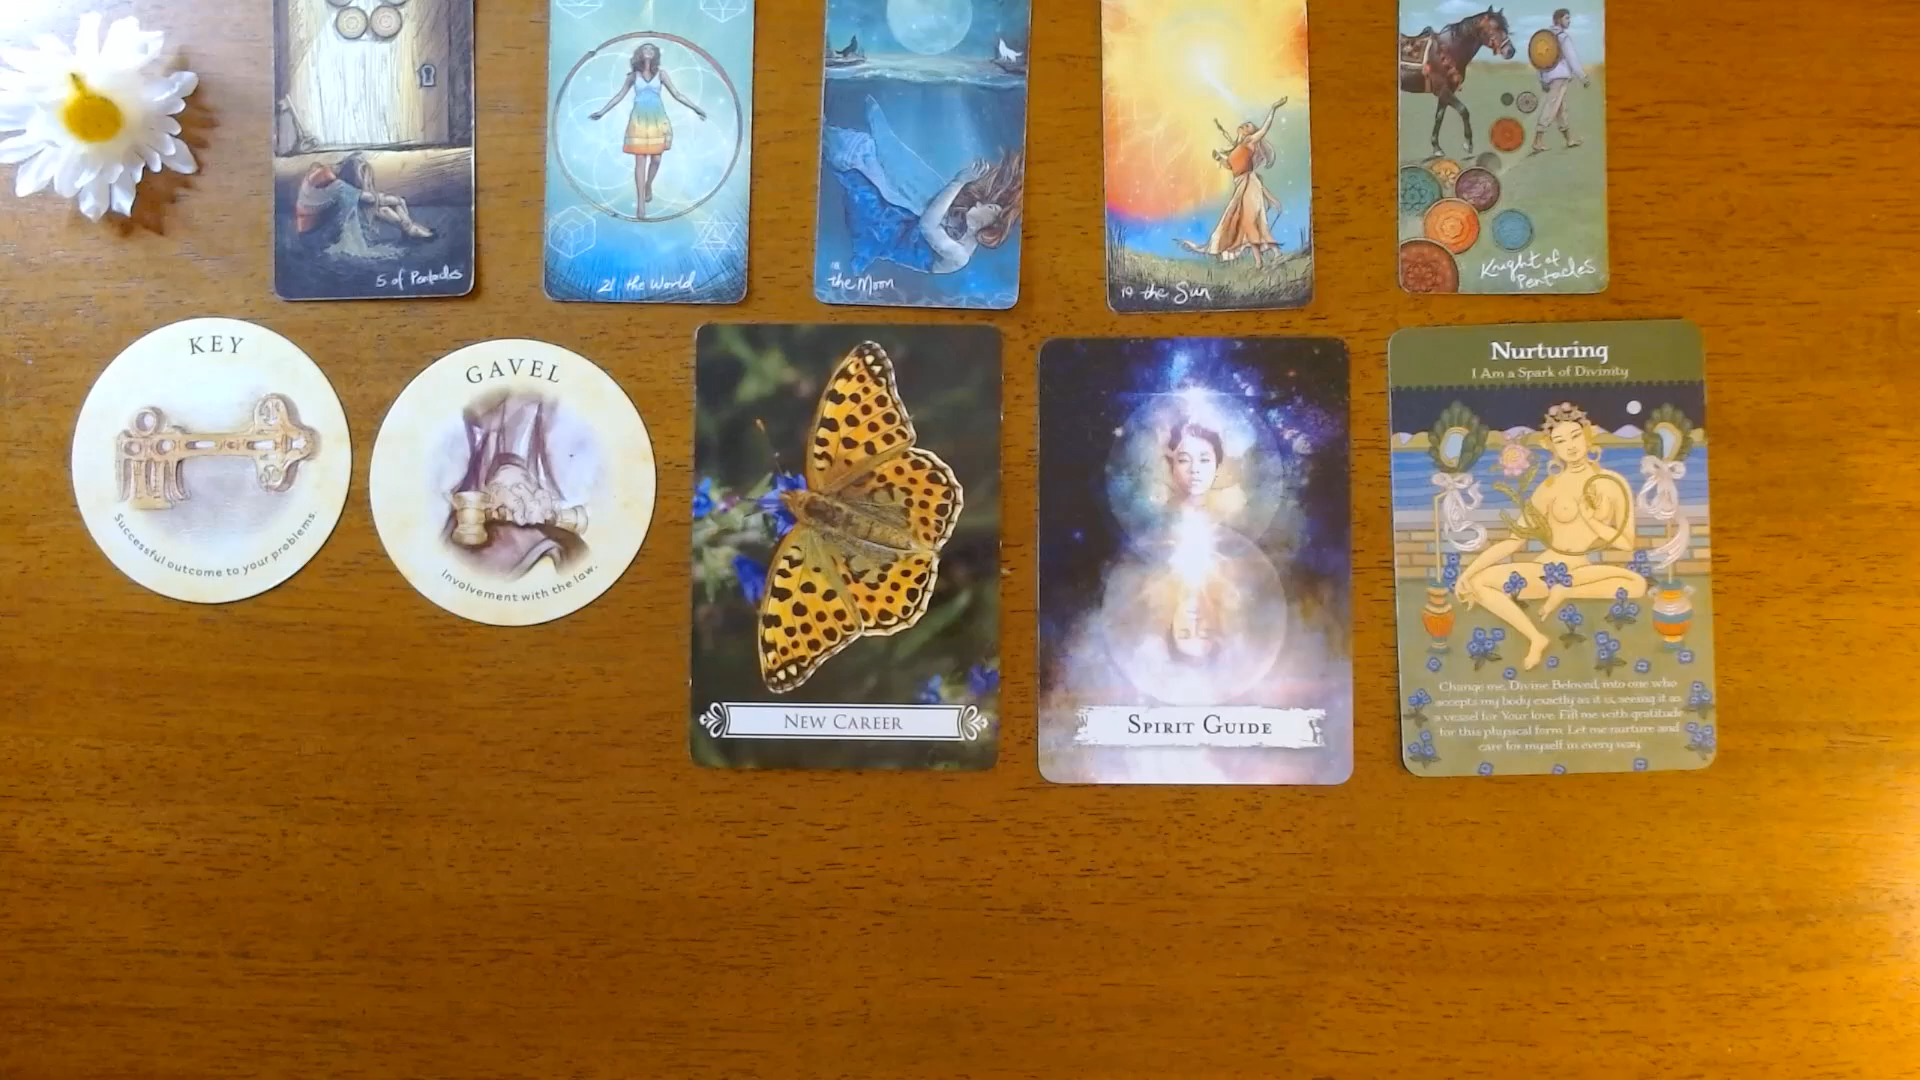 5 of Pentacles
21 the World
18
the Moon
19 the Sun
Knight of
Pentacles
KEY
Successful outcome to your problems.
GAVEL
Involvement with the law.
NEW CAREER
SPIRIT GUIDE
Nurturing
I Am a Spark of Divinity
Change me, Divine Beloved, into one who
accepts my body exactly as it is, seeing it as
a vessel for Your love. Fill me with gratitude
for this physical form. Let me nurture and
care for myself in every way.